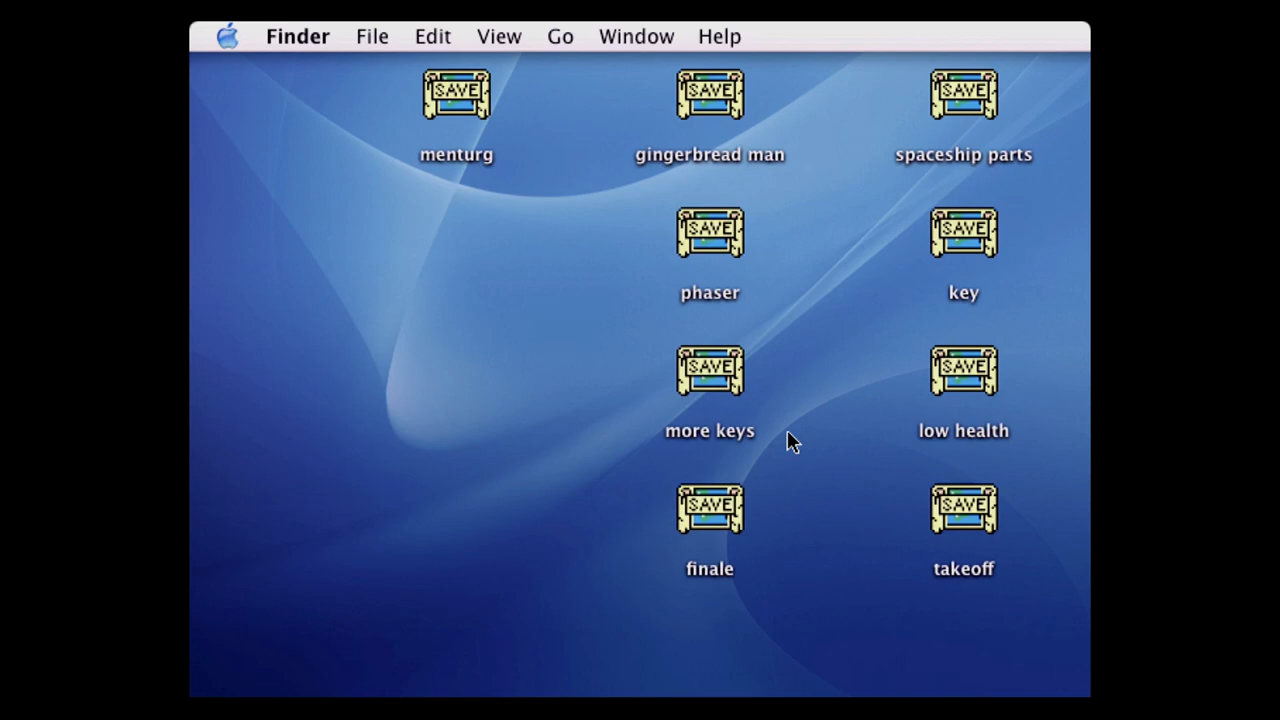 Finder File Edit View Go Window Help
SAVE SAVE SAVE
menturg gingerbread man spaceship parts
SAVE SAVE
phaser key
SAVE SAVE
more keys low health
SAVE SAVE
finale takeoff